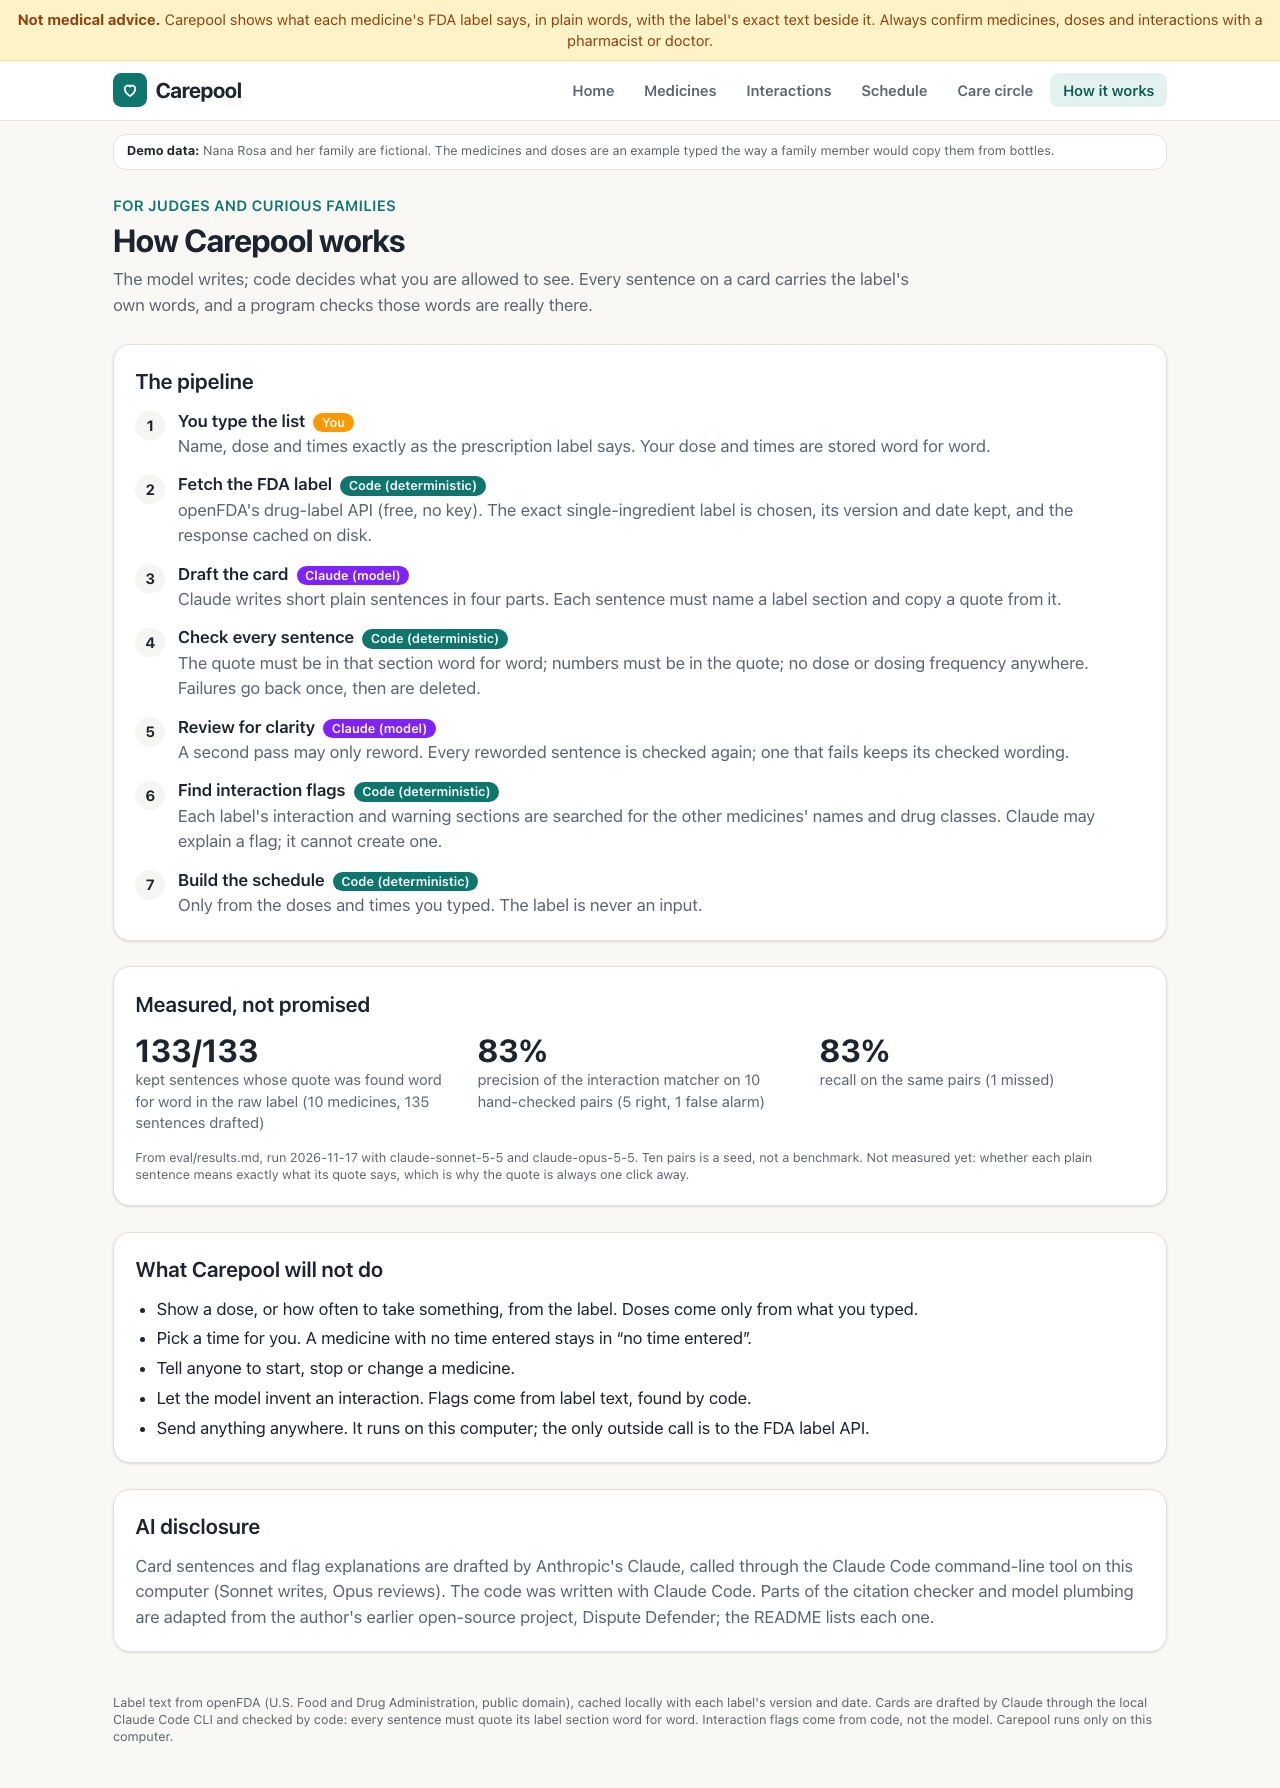 Not medical advice. Carepool shows what each medicine's FDA label says, in plain words, with the label's exact text beside it. Always confirm medicines, doses and interactions with a
pharmacist or doctor.
Carepool
Home Medicines Interactions Schedule Care circle How it works
Demo data: Nana Rosa and her family are fictional. The medicines and doses are an example typed the way a family member would copy them from bottles.
FOR JUDGES AND CURIOUS FAMILIES
How Carepool works
The model writes; code decides what you are allowed to see. Every sentence on a card carries the label's
own words, and a program checks those words are really there.
The pipeline
1 You type the list You
Name, dose and times exactly as the prescription label says. Your dose and times are stored word for word.
2 Fetch the FDA label Code (deterministic)
openFDA's drug-label API (free, no key). The exact single-ingredient label is chosen, its version and date kept, and the
response cached on disk.
3 Draft the card Claude (model)
Claude writes short plain sentences in four parts. Each sentence must name a label section and copy a quote from it.
4 Check every sentence Code (deterministic)
The quote must be in that section word for word; numbers must be in the quote; no dose or dosing frequency anywhere.
Failures go back once, then are deleted.
5 Review for clarity Claude (model)
A second pass may only reword. Every reworded sentence is checked again; one that fails keeps its checked wording.
6 Find interaction flags Code (deterministic)
Each label's interaction and warning sections are searched for the other medicines' names and drug classes. Claude may
explain a flag; it cannot create one.
7 Build the schedule Code (deterministic)
Only from the doses and times you typed. The label is never an input.
Measured, not promised
133/133
kept sentences whose quote was found word
for word in the raw label (10 medicines, 135
sentences drafted)
83%
precision of the interaction matcher on 10
hand-checked pairs (5 right, 1 false alarm)
83%
recall on the same pairs (1 missed)
From eval/results.md, run 2026-11-17 with claude-sonnet-5-5 and claude-opus-5-5. Ten pairs is a seed, not a benchmark. Not measured yet: whether each plain
sentence means exactly what its quote says, which is why the quote is always one click away.
What Carepool will not do
• Show a dose, or how often to take something, from the label. Doses come only from what you typed.
• Pick a time for you. A medicine with no time entered stays in “no time entered”.
• Tell anyone to start, stop or change a medicine.
• Let the model invent an interaction. Flags come from label text, found by code.
• Send anything anywhere. It runs on this computer; the only outside call is to the FDA label API.
AI disclosure
Card sentences and flag explanations are drafted by Anthropic's Claude, called through the Claude Code command-line tool on this
computer (Sonnet writes, Opus reviews). The code was written with Claude Code. Parts of the citation checker and model plumbing
are adapted from the author's earlier open-source project, Dispute Defender; the README lists each one.
Label text from openFDA (U.S. Food and Drug Administration, public domain), cached locally with each label's version and date. Cards are drafted by Claude through the local
Claude Code CLI and checked by code: every sentence must quote its label section word for word. Interaction flags come from code, not the model. Carepool runs only on this
computer.